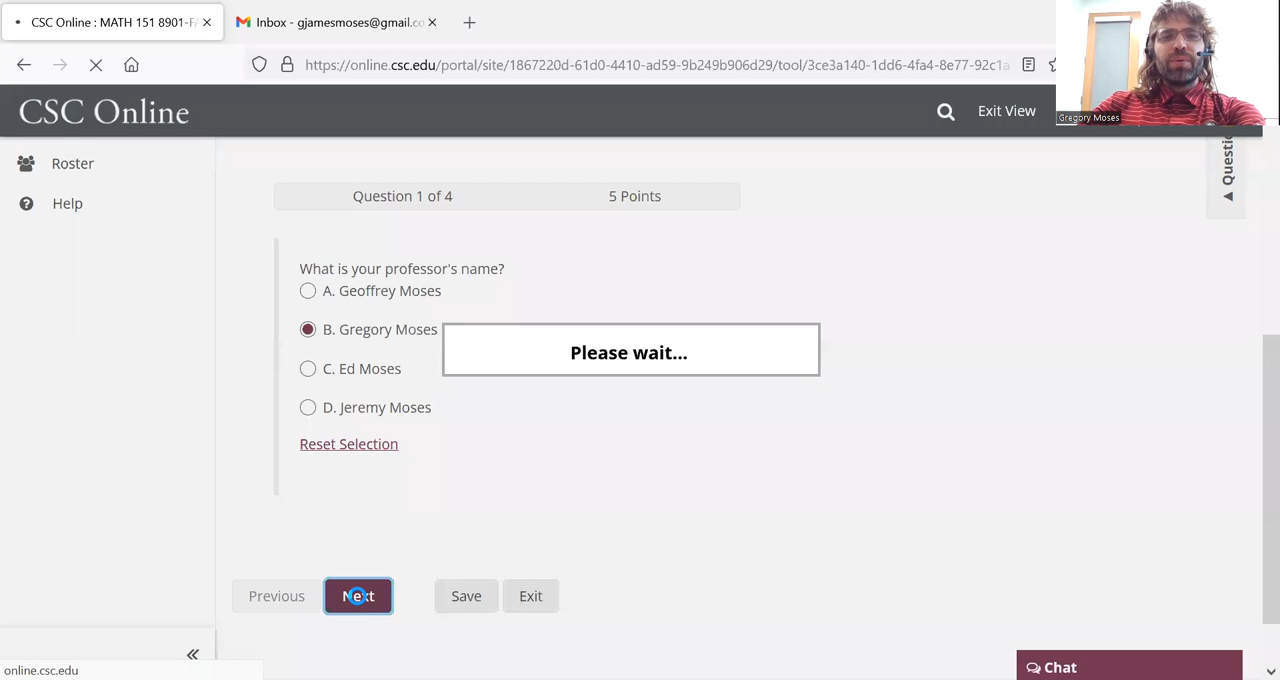 CSC Online : MATH 151 8901-FA
Inbox - gjamesmoses@gmail.co
https://online.csc.edu/portal/site/1867220d-61d0-4410-ad59-9b249b906d29/tool/3ce3a140-1dd6-4fa4-8e77-92c1a
Gregory Moses
CSC Online
Exit View
Roster
Help
Questio
Question 1 of 4
5 Points
What is your professor's name?
A. Geoffrey Moses
B. Gregory Moses
Please wait...
C. Ed Moses
D. Jeremy Moses
Reset Selection
Previous
Next
Save
Exit
Chat
online.csc.edu